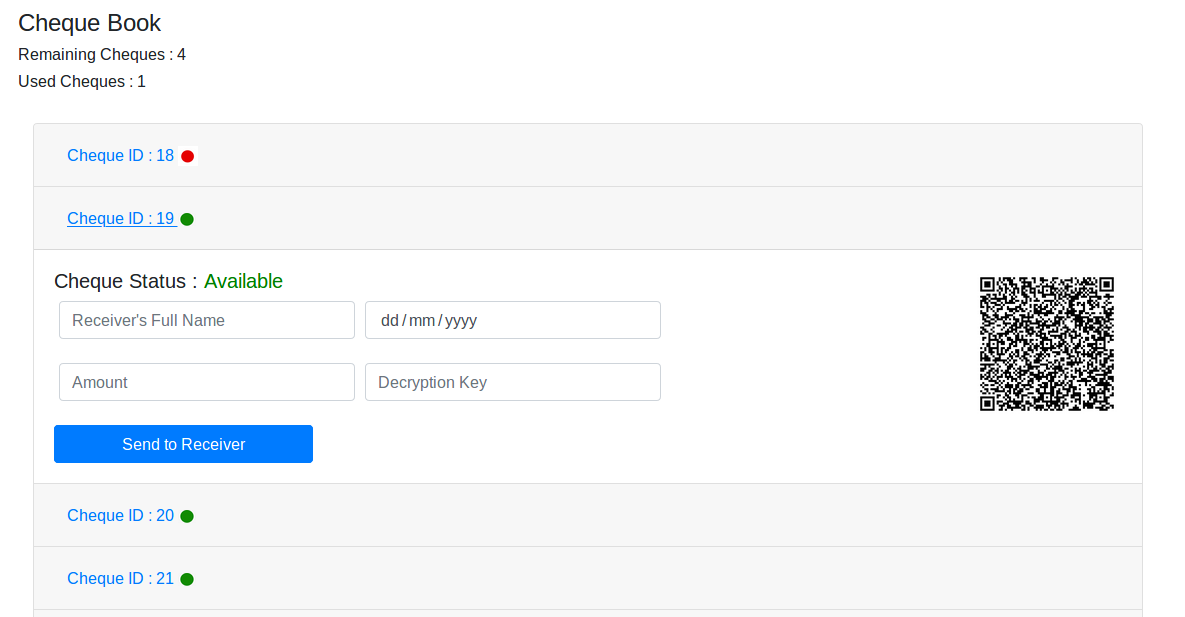 Cheque Book
Remaining Cheques : 4
Used Cheques : 1
Cheque ID : 18
Cheque ID : 19
Cheque Status : Available
Receiver's Full Name
dd/mm/yyyy
Amount
Decryption Key
Send to Receiver
Cheque ID : 20
Cheque ID : 21